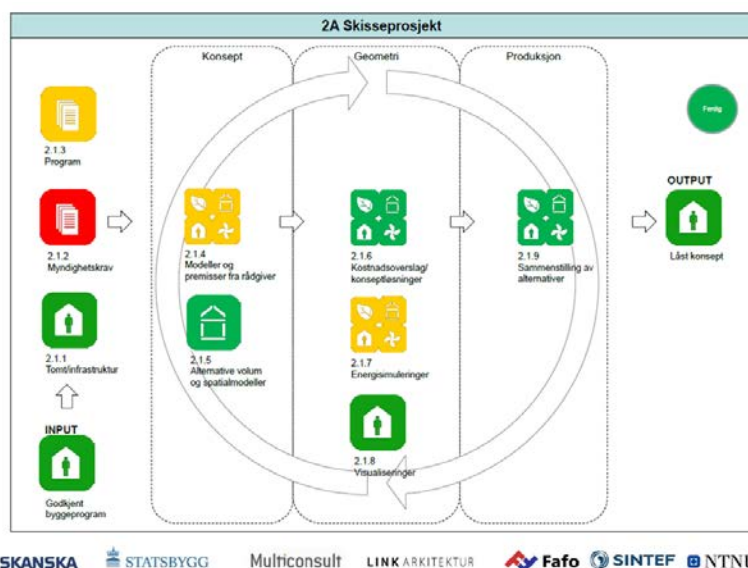 2A Skisseprosjekt
Konsept
Geometri
Produksjon
2.1.3
Program
2.1.2
Myndighetskrav
2.1.1
Tomt/infrastruktur
INPUT
Godkjent
byggeprogram
2.1.4
Modeller og
premisser fra rådgiver
2.1.5
Alternative volum
og spatialmodeller
2.1.6
Kostnadsoverslag/
konseptløsninger
2.1.7
Energisimuleringer
2.1.8
Visualiseringer
2.1.9
Sammenstilling av
alternativer
Ferdig
OUTPUT
Låst konsept
SKANSKA
STATSBYGG
Multiconsult
LINK ARKITEKTUR
Fafo
SINTEF
NTNU